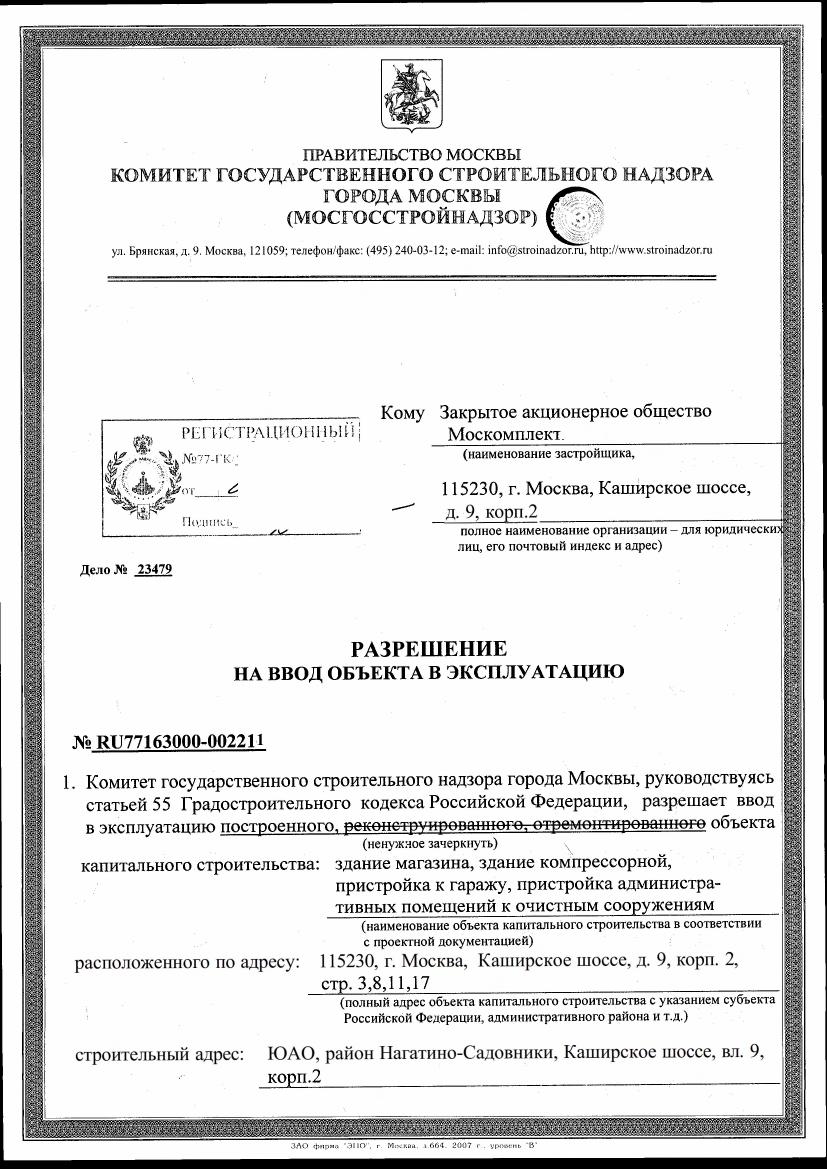 ПРАВИТЕЛЬСТВО МОСКВЫ
КОМИТЕТ ГОСУДАРСТВЕННОГО СТРОИТЕЛЬНОГО НАДЗОРА
ГОРОДА МОСКВЫ
(МОСГОССТРОЙНАДЗОР)
ул. Брянская, д. 9. Москва, 121059; телефон/факс: (495) 240-03-12; e-mail: info@stroinadzor.ru, http://www.stroinadzor.ru
Кому Закрытое акционерное общество
Москомплект.
(наименование застройщика,
РЕГИСТРАЦИОННЫЙ
№77-ГК
от
Подпись
115230, г. Москва, Каширское шоссе,
д. 9, корп.2
полное наименование организации – для юридических
лиц, его почтовый индекс и адрес)
Дело № 23479
РАЗРЕШЕНИЕ
НА ВВОД ОБЪЕКТА В ЭКСПЛУАТАЦИЮ
№ RU77163000-002211
1. Комитет государственного строительного надзора города Москвы, руководствуясь
статьей 55 Градостроительного кодекса Российской Федерации, разрешает ввод
в эксплуатацию построенного, реконструированного, отремонтированного объекта
(ненужное зачеркнуть)
капитального строительства: здание магазина, здание компрессорной,
пристройка к гаражу, пристройка администра-
тивных помещений к очистным сооружениям
(наименование объекта капитального строительства в соответствии
с проектной документацией)
расположенного по адресу: 115230, г. Москва, Каширское шоссе, д. 9, корп. 2,
стр. 3,8,11,17
(полный адрес объекта капитального строительства с указанием субъекта
Российской Федерации, административного района и т.д.)
строительный адрес: ЮАО, район Нагатино-Садовники, Каширское шоссе, вл. 9,
корп.2
ЗАО фирма "ЭПО", г. Москва, з.664, 2007 г., уровень "В"